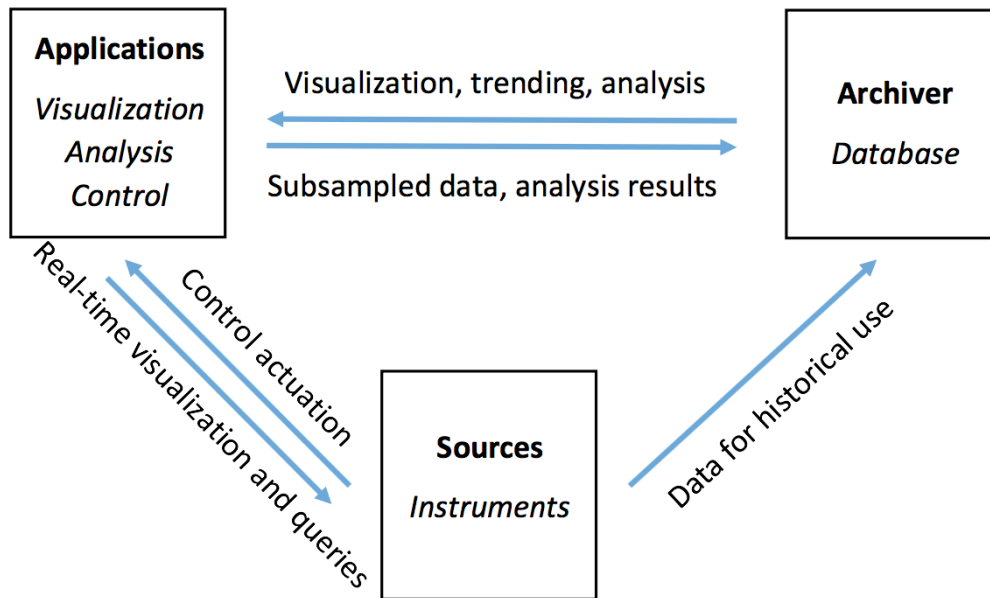 Applications
Visualization
Analysis
Control
Visualization, trending, analysis
Subsampled data, analysis results
Archiver
Database
Real-time visualization and queries
Control actuation
Sources
Instruments
Data for historical use